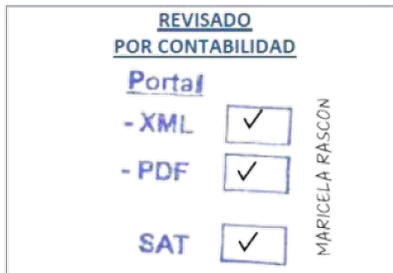 REVISADO
POR CONTABILIDAD
Portal
- XML ✓
- PDF ✓
SAT ✓
MARICELA RASCON